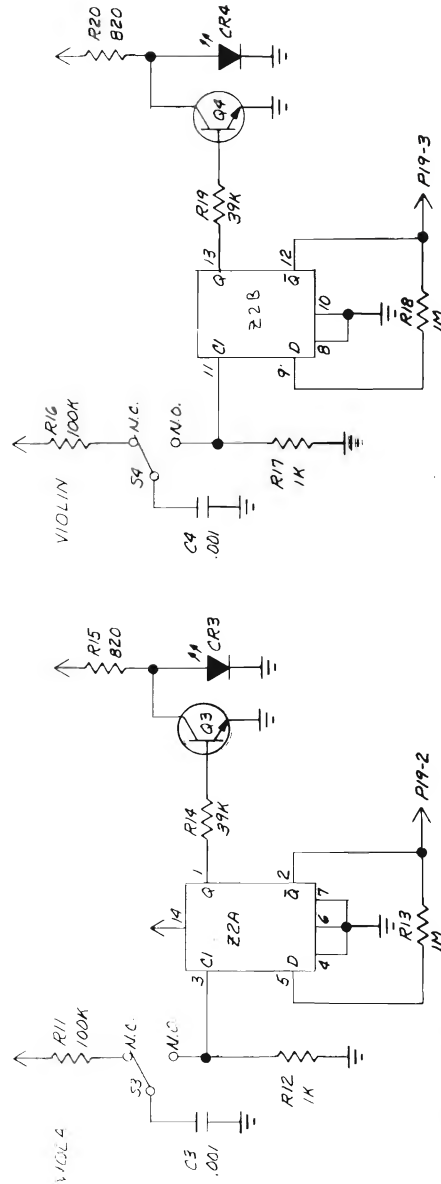 VIOLA
R11
100K
N.C.
S3
N.O.
C3
.001
R12
1K
3
C1
14
Z2A
Q
1
5
D
Q̅
2
4
6
7
R13
1M
P19-2
R14
39K
Q3
R15
820
CR3
VIOLIN
R16
100K
N.C.
S4
N.O.
C4
.001
R17
1K
11
C1
Z2B
Q
13
9
D
Q̅
12
8
10
R18
1M
P19-3
R19
39K
Q4
R20
820
CR4